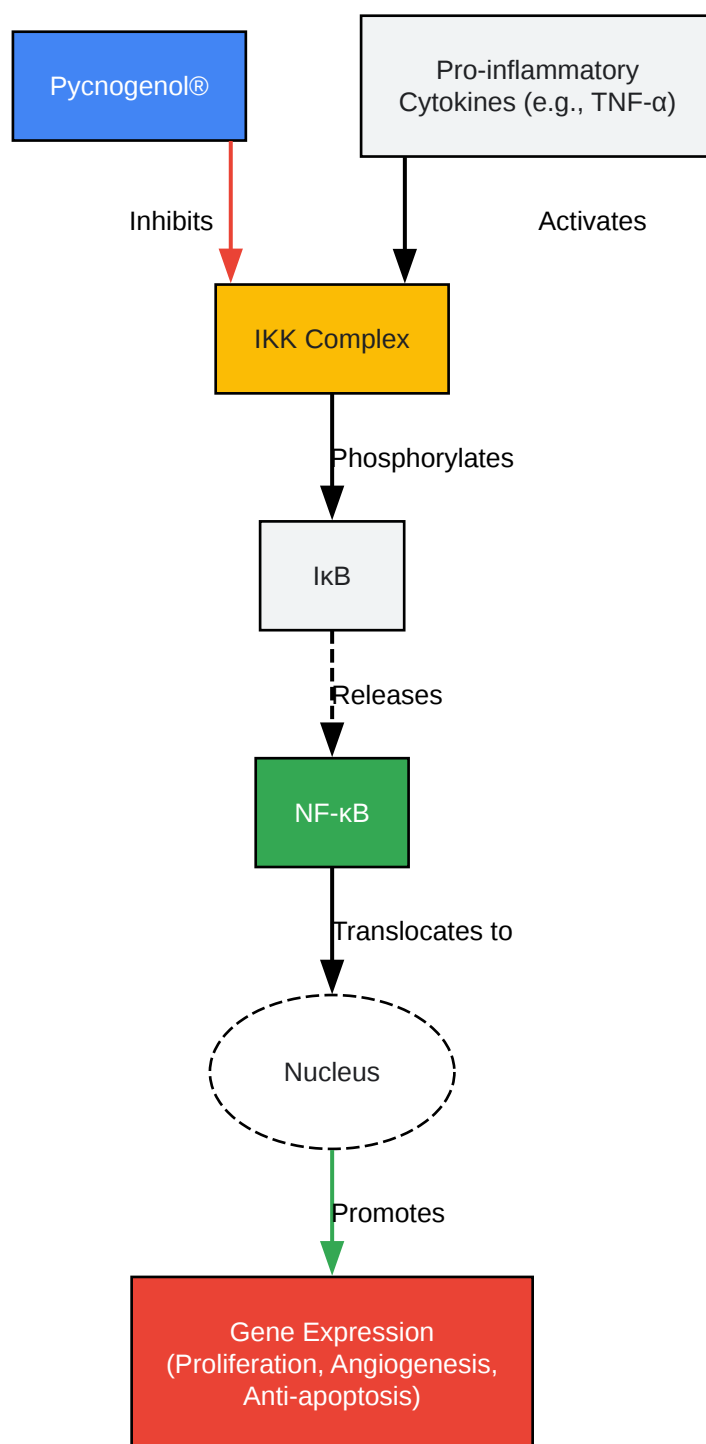 Pycnogenol®
Pro-inflammatory
Cytokines (e.g., TNF-α)
Inhibits
Activates
IKK Complex
Phosphorylates
IκB
Releases
NF-κB
Translocates to
Nucleus
Promotes
Gene Expression
(Proliferation, Angiogenesis,
Anti-apoptosis)